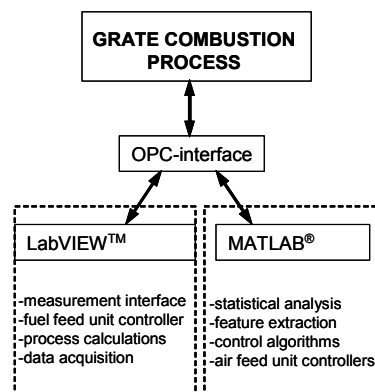 GRATE COMBUSTION
PROCESS
OPC-interface
LabVIEW™
-measurement interface
-fuel feed unit controller
-process calculations
-data acquisition
MATLAB®
-statistical analysis
-feature extraction
-control algorithms
-air feed unit controllers